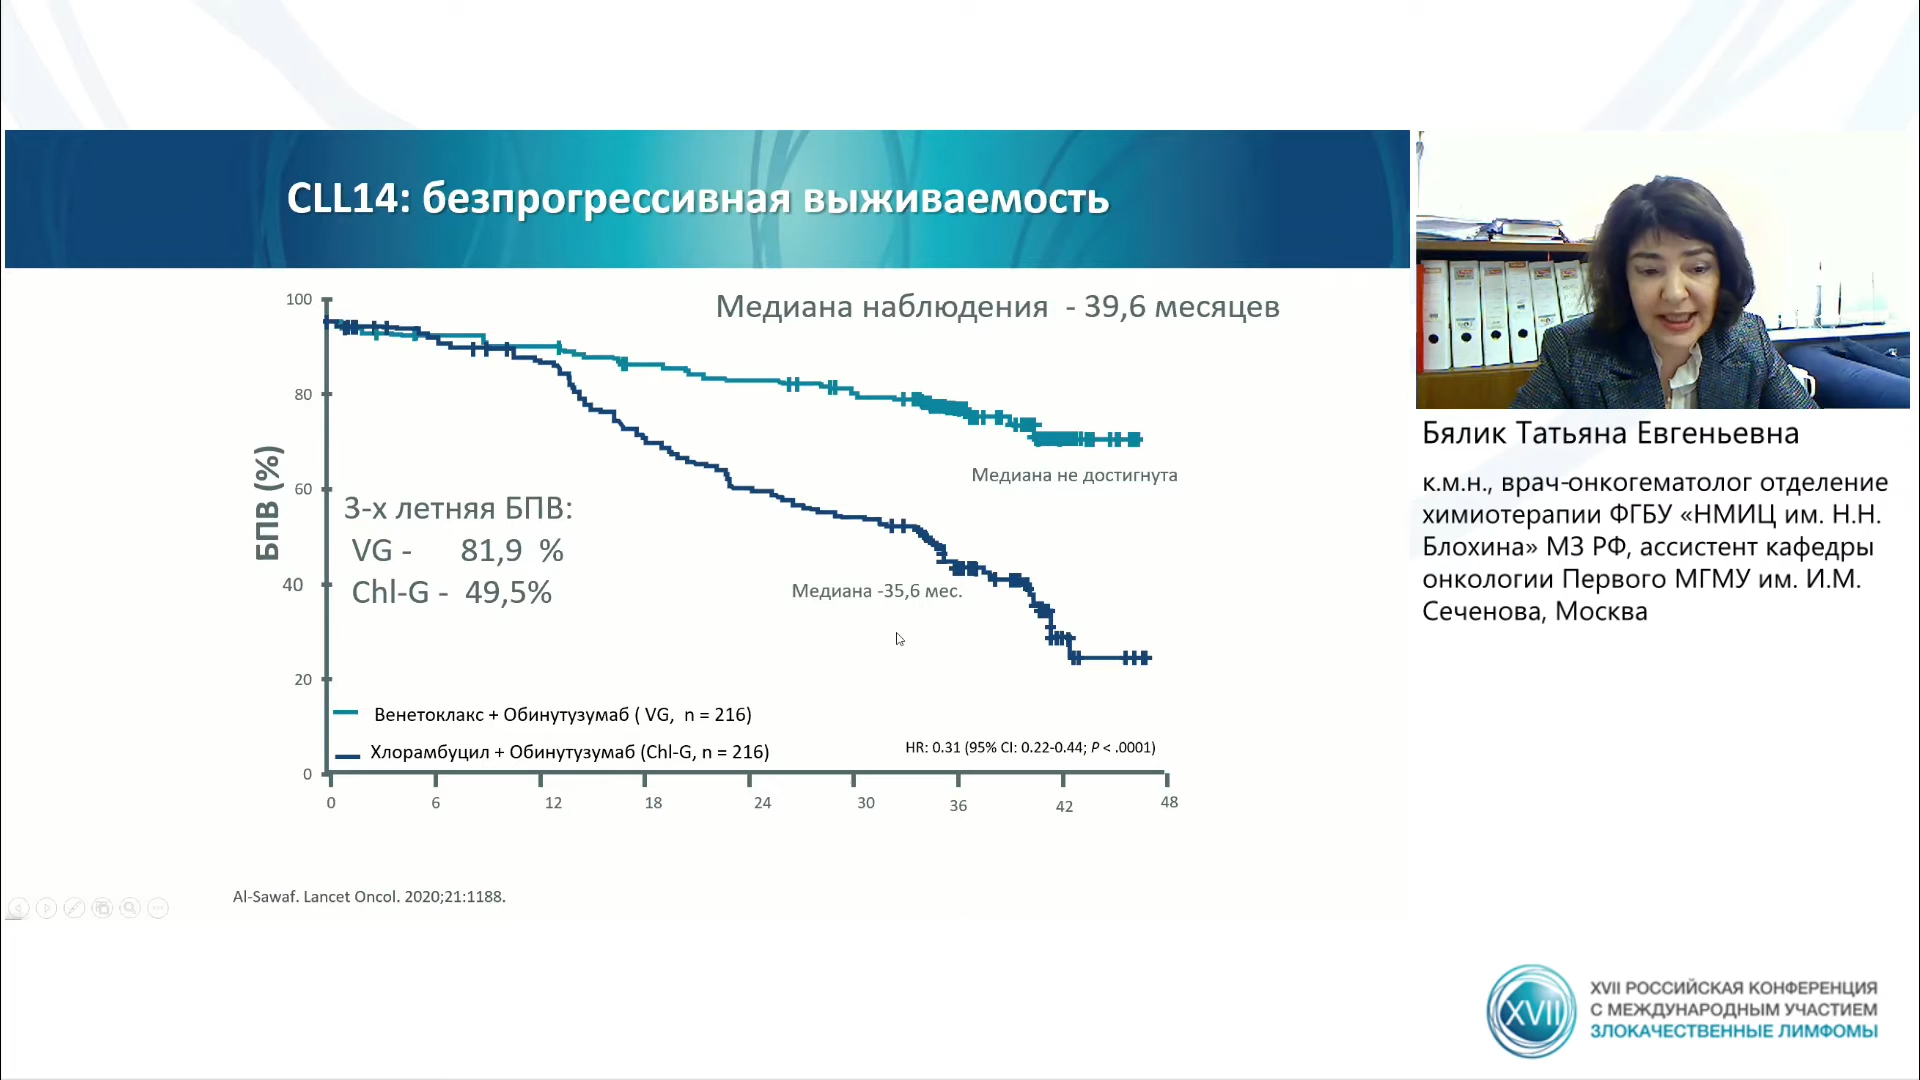 CLL14: безпрогрессивная выживаемость
Медиана наблюдения - 39,6 месяцев
БПВ (%)
100
80
60
40
20
0
3-х летняя БПВ:
VG - 81,9 %
Chl-G - 49,5%
Медиана не достигнута
Медиана -35,6 мес.
Венетоклакс + Обинутузумаб ( VG, n = 216)
Хлорамбуцил + Обинутузумаб (Chl-G, n = 216)
HR: 0.31 (95% CI: 0.22-0.44; P < .0001)
0 6 12 18 24 30 36 42 48
Al-Sawaf. Lancet Oncol. 2020;21:1188.
Бялик Татьяна Евгеньевна
к.м.н., врач-онкогематолог отделение
химиотерапии ФГБУ «НМИЦ им. Н.Н.
Блохина» МЗ РФ, ассистент кафедры
онкологии Первого МГМУ им. И.М.
Сеченова, Москва
XVII
XVII РОССИЙСКАЯ КОНФЕРЕНЦИЯ
С МЕЖДУНАРОДНЫМ УЧАСТИЕМ
ЗЛОКАЧЕСТВЕННЫЕ ЛИМФОМЫ